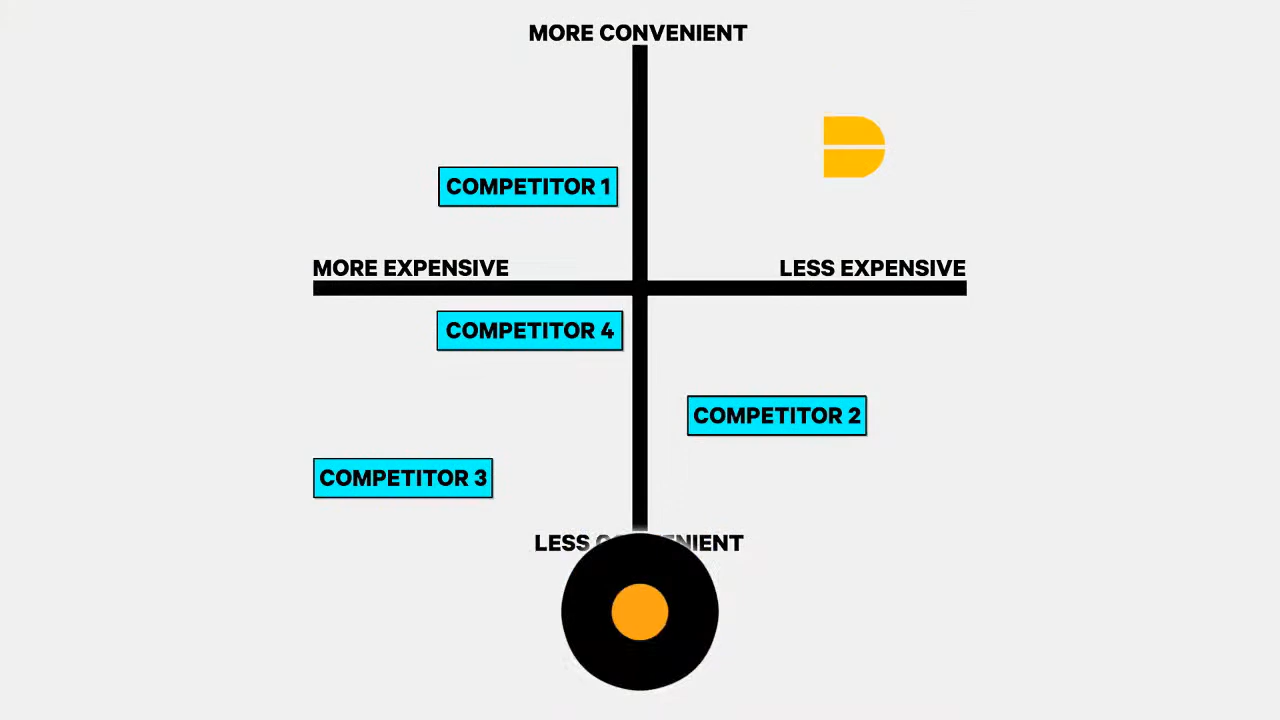 MORE CONVENIENT
COMPETITOR 1
MORE EXPENSIVE
LESS EXPENSIVE
COMPETITOR 4
COMPETITOR 2
COMPETITOR 3
LESS